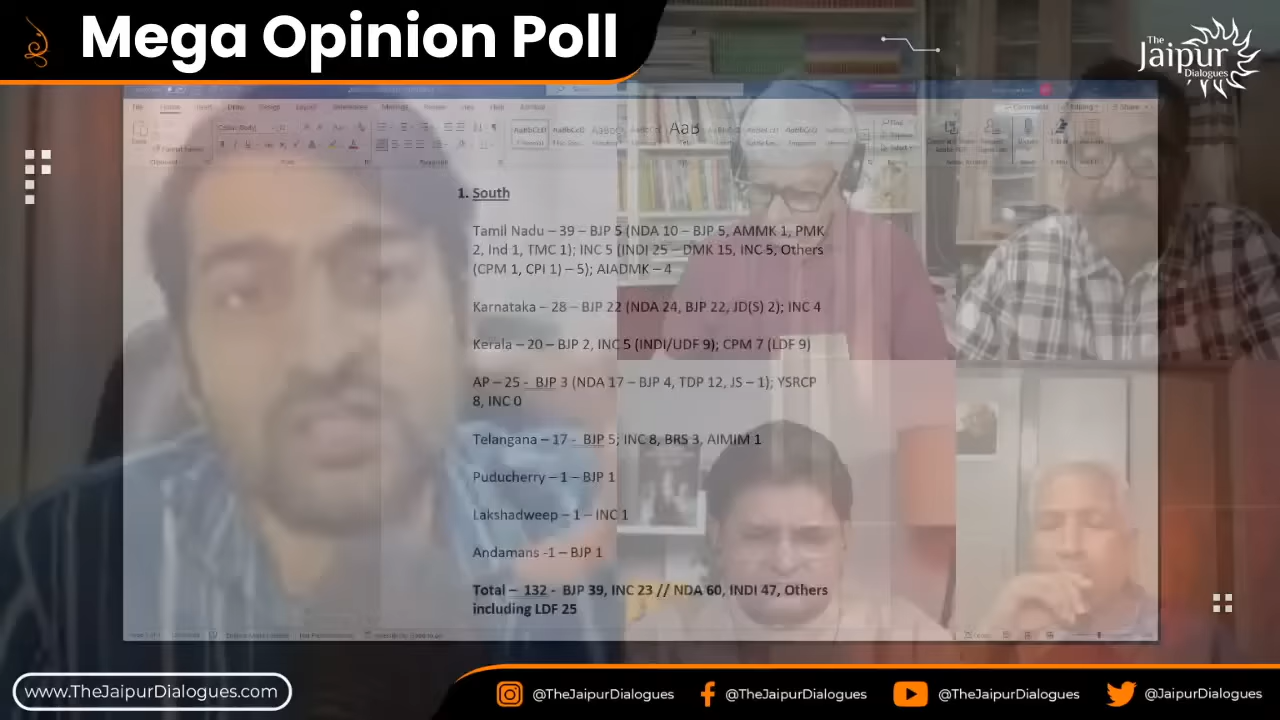 Mega Opinion Poll
The
Jaipur
Dialogues
1. South
Tamil Nadu – 39 – BJP 5 (NDA 10 – BJP 5, AMMK 1, PMK
2, Ind 1, TMC 1); INC 5 (INDI 25 – DMK 15, INC 5, Others
(CPM 1, CPI 1) – 5); AIADMK – 4
Karnataka – 28 – BJP 22 (NDA 24, BJP 22, JD(S) 2); INC 4
Kerala – 20 – BJP 2, INC 5 (INDI/UDF 9); CPM 7 (LDF 9)
AP – 25 - BJP 3 (NDA 17 – BJP 4, TDP 12, JS – 1); YSRCP
8, INC 0
Telangana – 17 - BJP 5; INC 8, BRS 3, AIMIM 1
Puducherry – 1 – BJP 1
Lakshadweep – 1 – INC 1
Andamans -1 – BJP 1
Total – 132 - BJP 39, INC 23 // NDA 60, INDI 47, Others
including LDF 25
www.TheJaipurDialogues.com
@TheJaipurDialogues
@TheJaipurDialogues
@TheJaipurDialogues
@JaipurDialogues